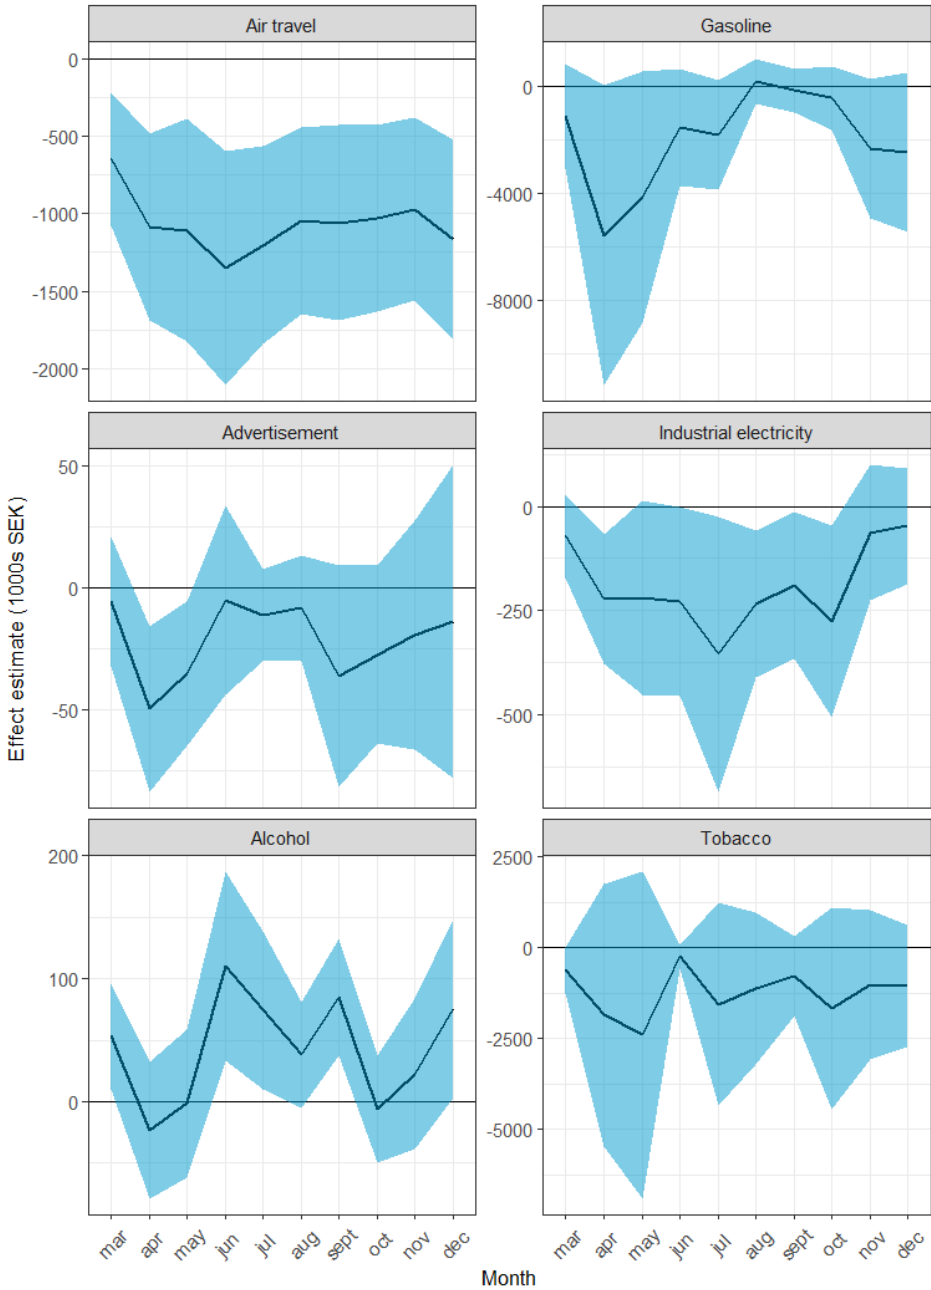 Air travel
Gasoline
0
-500
-1000
-1500
-2000
0
-4000
-8000
Advertisement
Industrial electricity
50
0
-50
0
-250
-500
Alcohol
Tobacco
200
100
0
2500
0
-2500
-5000
mar apr may jun jul aug sept oct nov dec
mar apr may jun jul aug sept oct nov dec
Month
Effect estimate (1000s SEK)